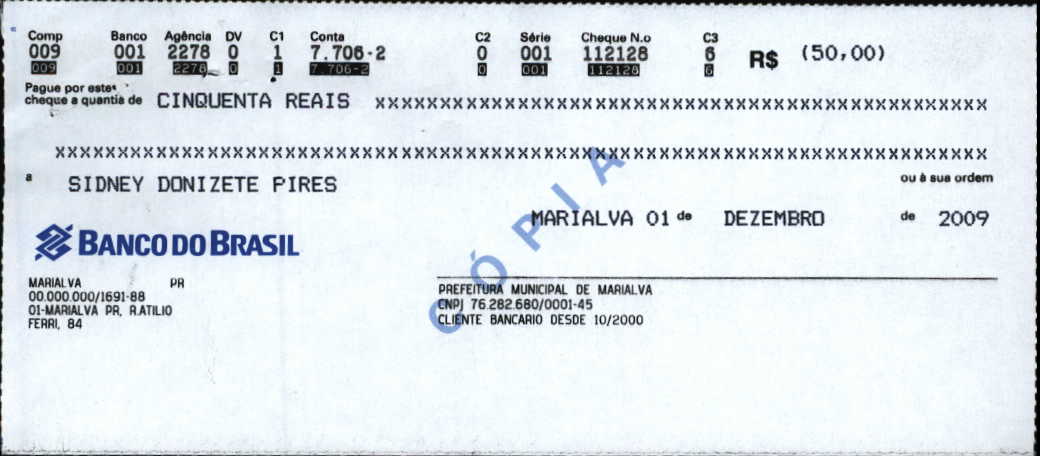 Comp Banco Agência DV C1 Conta C2 Série Cheque N.o C3
009 001 2278 0 1 7.706-2 0 001 112128 6 R$ (50,00)
009 001 2278 0 1 7.706-2 0 001 112128 6
Pague por este
cheque a quantia de CINQUENTA REAIS xxxxxxxxxxxxxxxxxxxxxxxxxxxxxxxxxxxxxxxxxxxxxxxx
xxxxxxxxxxxxxxxxxxxxxxxxxxxxxxxxxxxxxxxxxxxxxxxxxxxxxxxxxxxxxxxxxxxxxxxxxxxxxxxxxxxxxxxxx
a SIDNEY DONIZETE PIRES ou à sua ordem
MARIALVA 01 de DEZEMBRO de 2009
BANCO DO BRASIL
MARIALVA PR
00.000.000/1691-88
01-MARIALVA PR, R.ATILIO
FERRI, 84
PREFEITURA MUNICIPAL DE MARIALVA
CNPJ 76.282.680/0001-45
CLIENTE BANCARIO DESDE 10/2000
CÓPIA